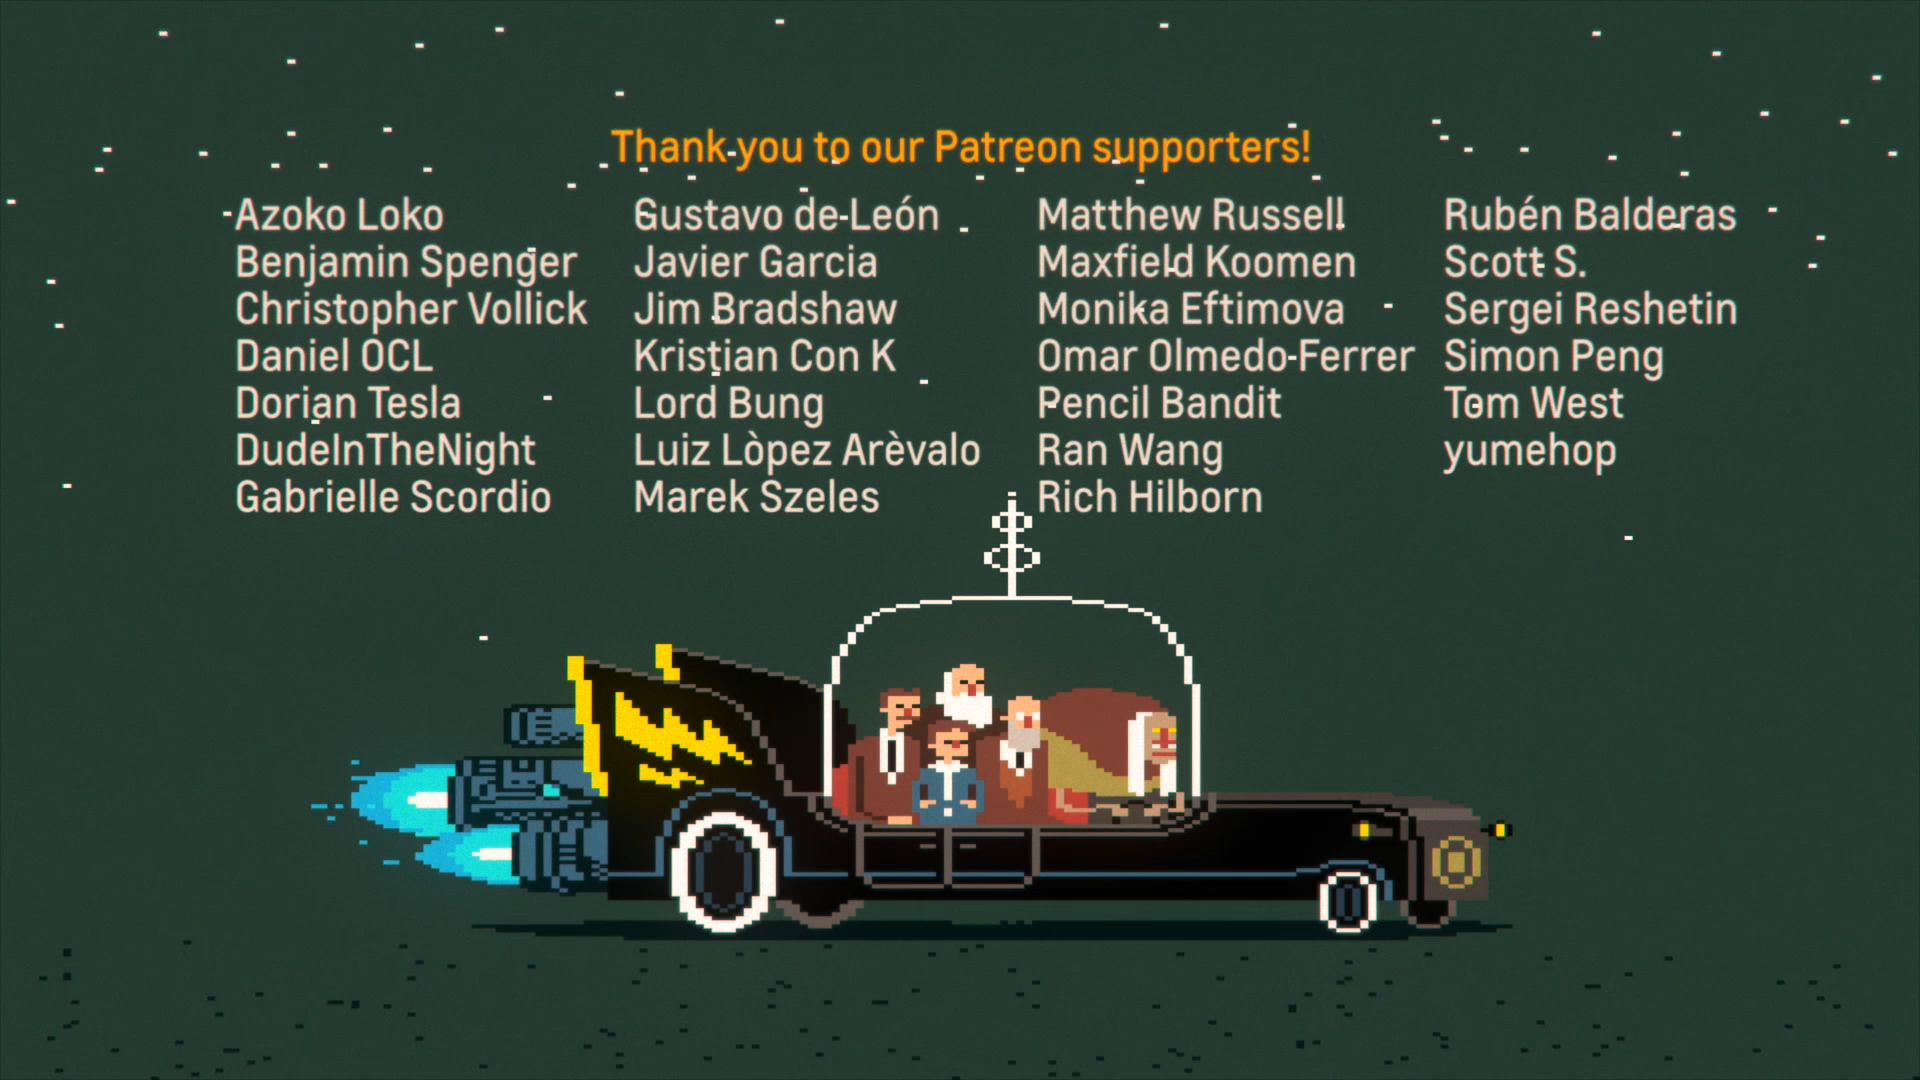 Thank you to our Patreon supporters!
Azoko Loko
Benjamin Spenger
Christopher Vollick
Daniel OCL
Dorian Tesla
DudeInTheNight
Gabrielle Scordio
Gustavo de León
Javier Garcia
Jim Bradshaw
Kristian Con K
Lord Bung
Luiz Lòpez Arèvalo
Marek Szeles
Matthew Russell
Maxfield Koomen
Monika Eftimova
Omar Olmedo-Ferrer
Pencil Bandit
Ran Wang
Rich Hilborn
Rubén Balderas
Scott S.
Sergei Reshetin
Simon Peng
Tom West
yumehop